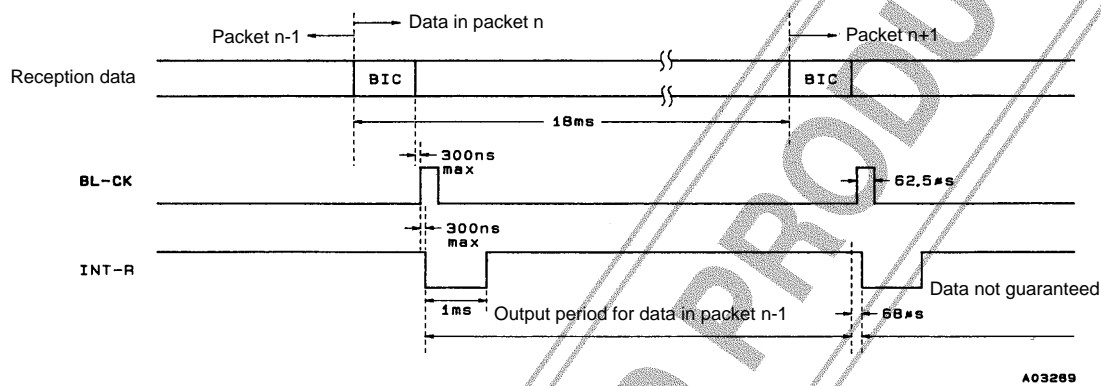 Data in packet n
Packet n-1
Packet n+1
Reception data
BIC
BIC
18ms
300ns
max
BL-CK
62.5μs
300ns
max
INT-R
Data not guaranteed
1ms
Output period for data in packet n-1
68μs
A03269